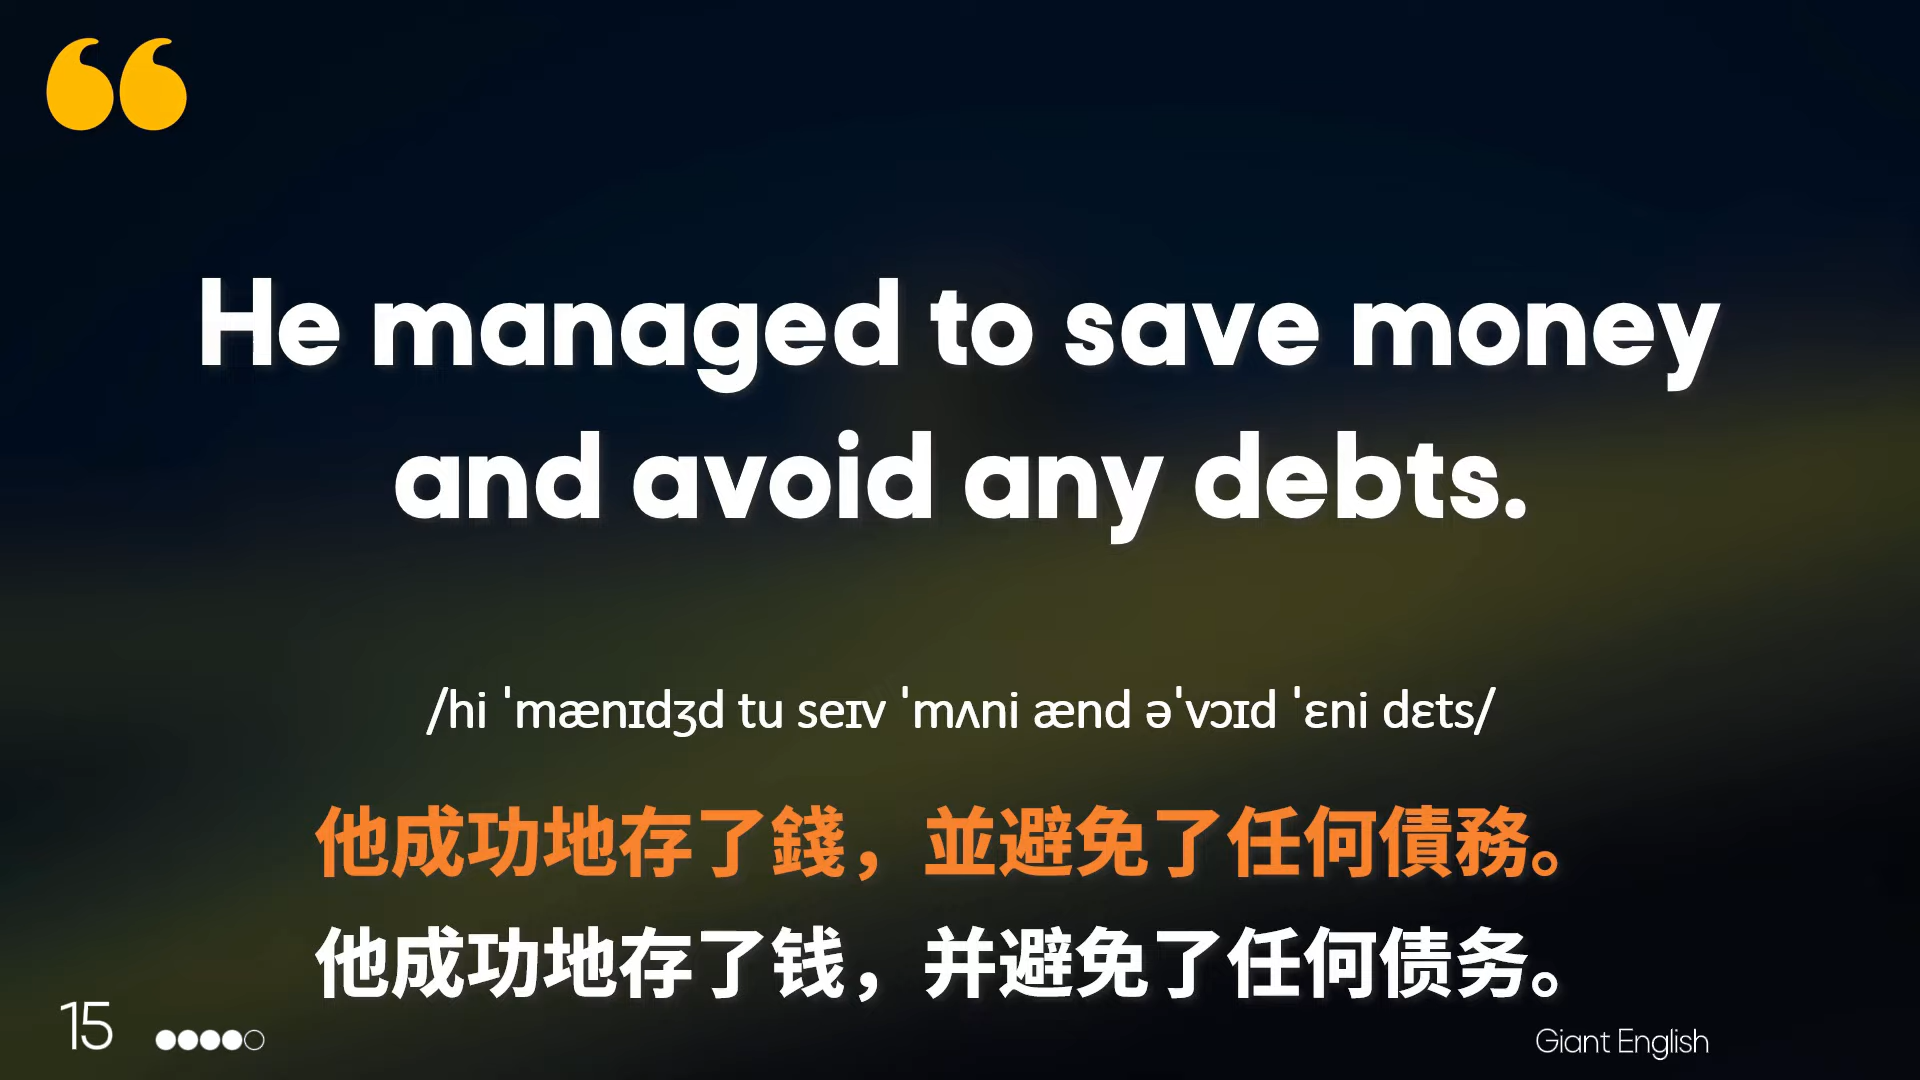 He managed to save money
and avoid any debts.
/hi ˈmænɪdʒd tu seɪv ˈmʌni ænd əˈvɔɪd ˈɛni dɛts/
他成功地存了錢，並避免了任何債務。
他成功地存了钱，并避免了任何债务。
15
Giant English